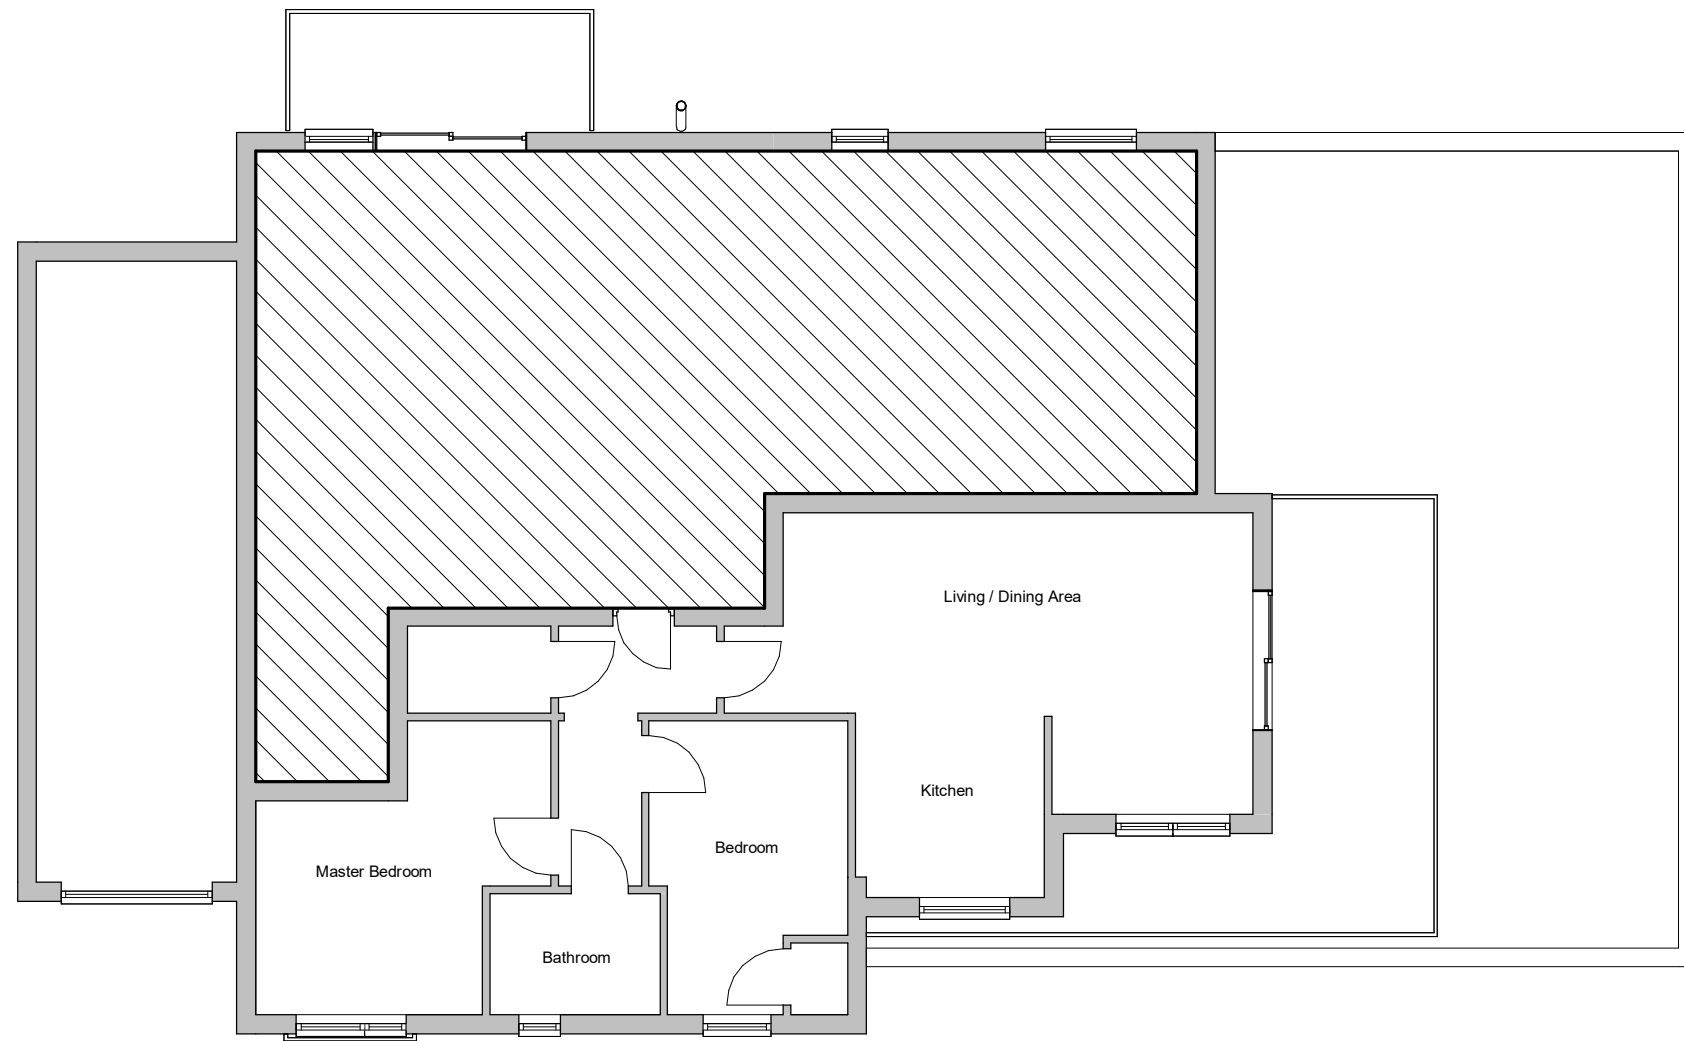 Living / Dining Area
Kitchen
Bedroom
Master Bedroom
Bathroom